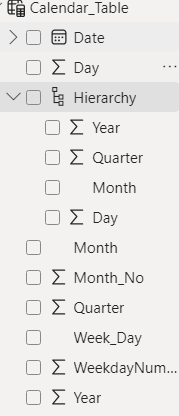 Calendar_Table
Date
Day
Hierarchy
Year
Quarter
Month
Day
Month
Month_No
Quarter
Week_Day
WeekdayNum...
Year